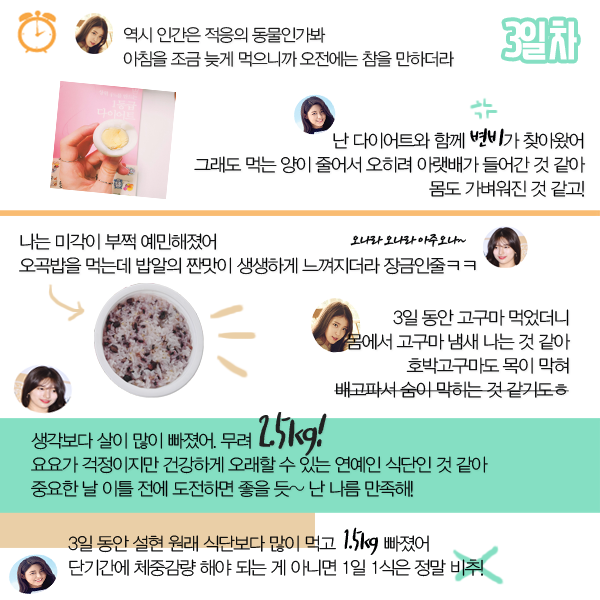 역시 인간은 적응의 동물인가봐
아침을 조금 늦게 먹으니까 오전에는 참을 만하더라
3일차
난 다이어트와 함께 변비가 찾아왔어
그래도 먹는 양이 줄어서 오히려 아랫배가 들어간 것 같아
몸도 가벼워진 것 같고!
나는 미각이 부쩍 예민해졌어
오나라 오나라 아주오나~
오곡밥을 먹는데 밥알의 짠맛이 생생하게 느껴지더라 장금인줄ㅋㅋ
3일 동안 고구마 먹었더니
몸에서 고구마 냄새 나는 것 같아
호박고구마도 목이 막혀
배고파서 숨이 막히는 것 같기도ㅎ
생각보다 살이 많이 빠졌어. 무려 2.5kg!
요요가 걱정이지만 건강하게 오래할 수 있는 연예인 식단인 것 같아
중요한 날 이틀 전에 도전하면 좋을 듯~ 난 나름 만족해!
3일 동안 설현 원래 식단보다 많이 먹고 1.5kg 빠졌어
단기간에 체중감량 해야 되는 게 아니면 1일 1식은 정말 비추!